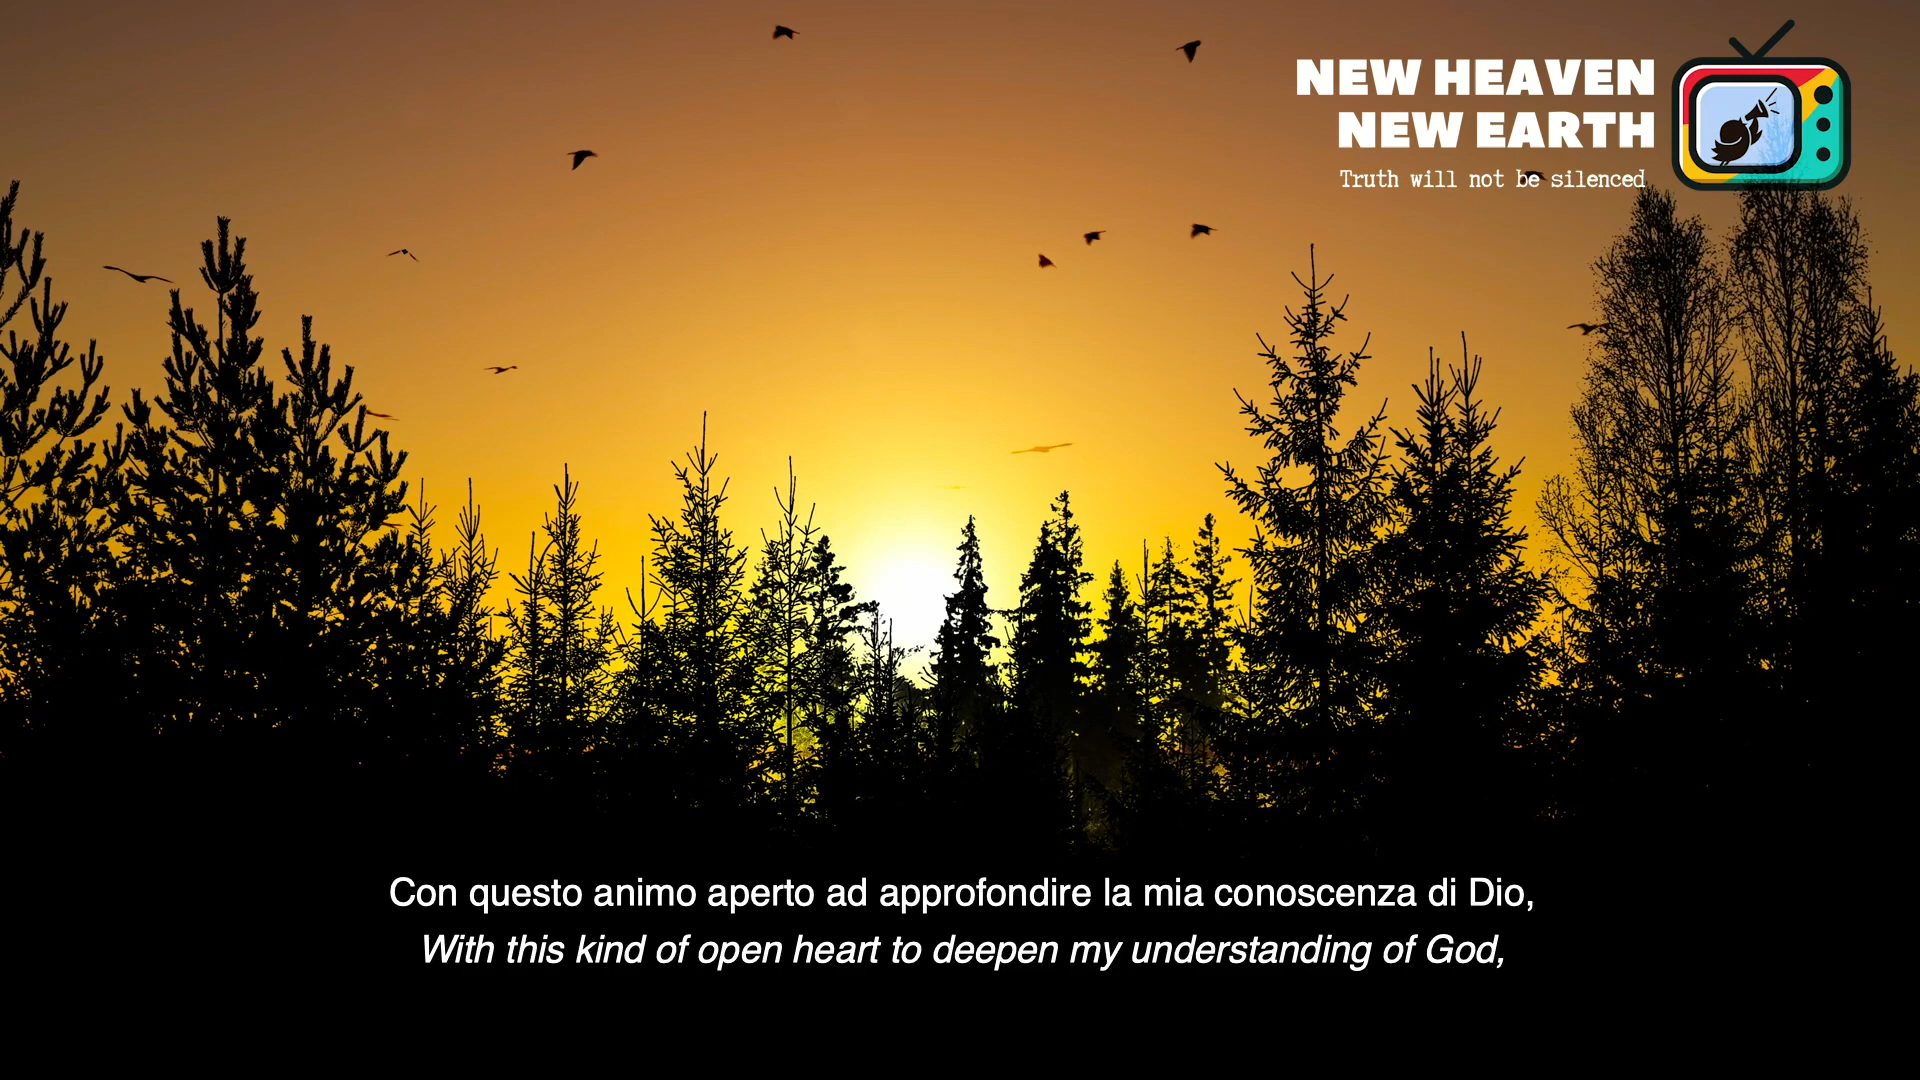 NEW HEAVEN
NEW EARTH
Truth will not be silenced
Con questo animo aperto ad approfondire la mia conoscenza di Dio,
With this kind of open heart to deepen my understanding of God,